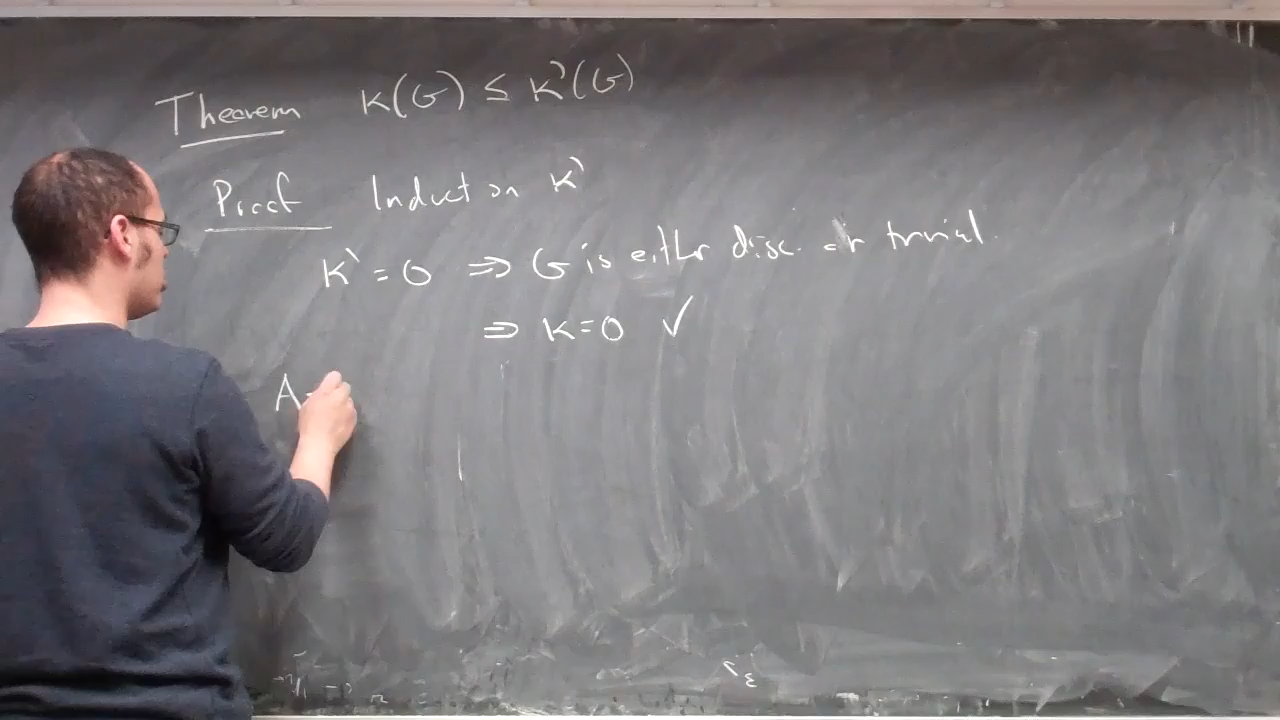 Theorem K(G) ≤ K'(G)
Proof Induct on K'
K' = 0 ⇒ G is either disc. or trivial.
⇒ K=0 ✓
A